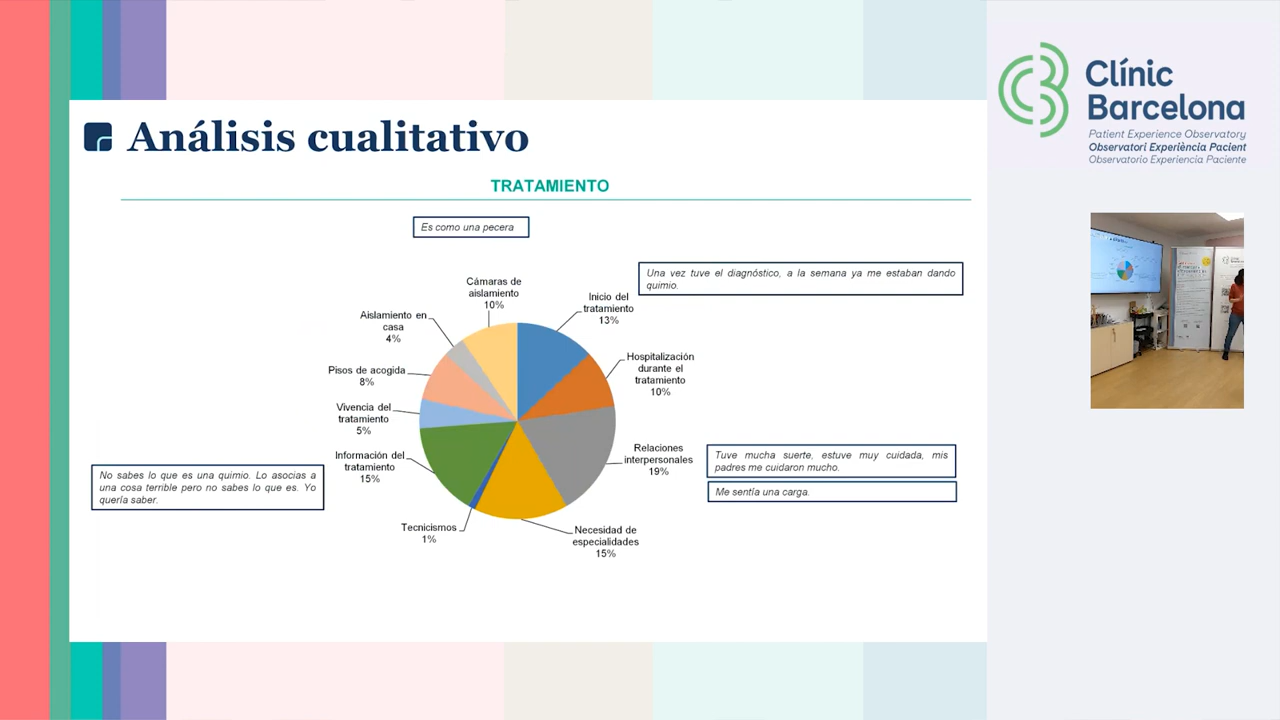 Análisis cualitativo
TRATAMIENTO
Es como una pecera
Una vez tuve el diagnóstico, a la semana ya me estaban dando
quimio.
Cámaras de
aislamiento
10%
Inicio del
tratamiento
13%
Aislamiento en
casa
4%
Hospitalización
durante el
tratamiento
10%
Pisos de acogida
8%
Vivencia del
tratamiento
5%
Relaciones
interpersonales
19%
Tuve mucha suerte, estuve muy cuidada, mis
padres me cuidaron mucho.
Me sentía una carga.
Información del
tratamiento
15%
No sabes lo que es una quimio. Lo asocias a
una cosa terrible pero no sabes lo que es. Yo
quería saber.
Tecnicismos
1%
Necesidad de
especialidades
15%
Clínic
Barcelona
Patient Experience Observatory
Observatori Experiència Pacient
Observatorio Experiencia Paciente